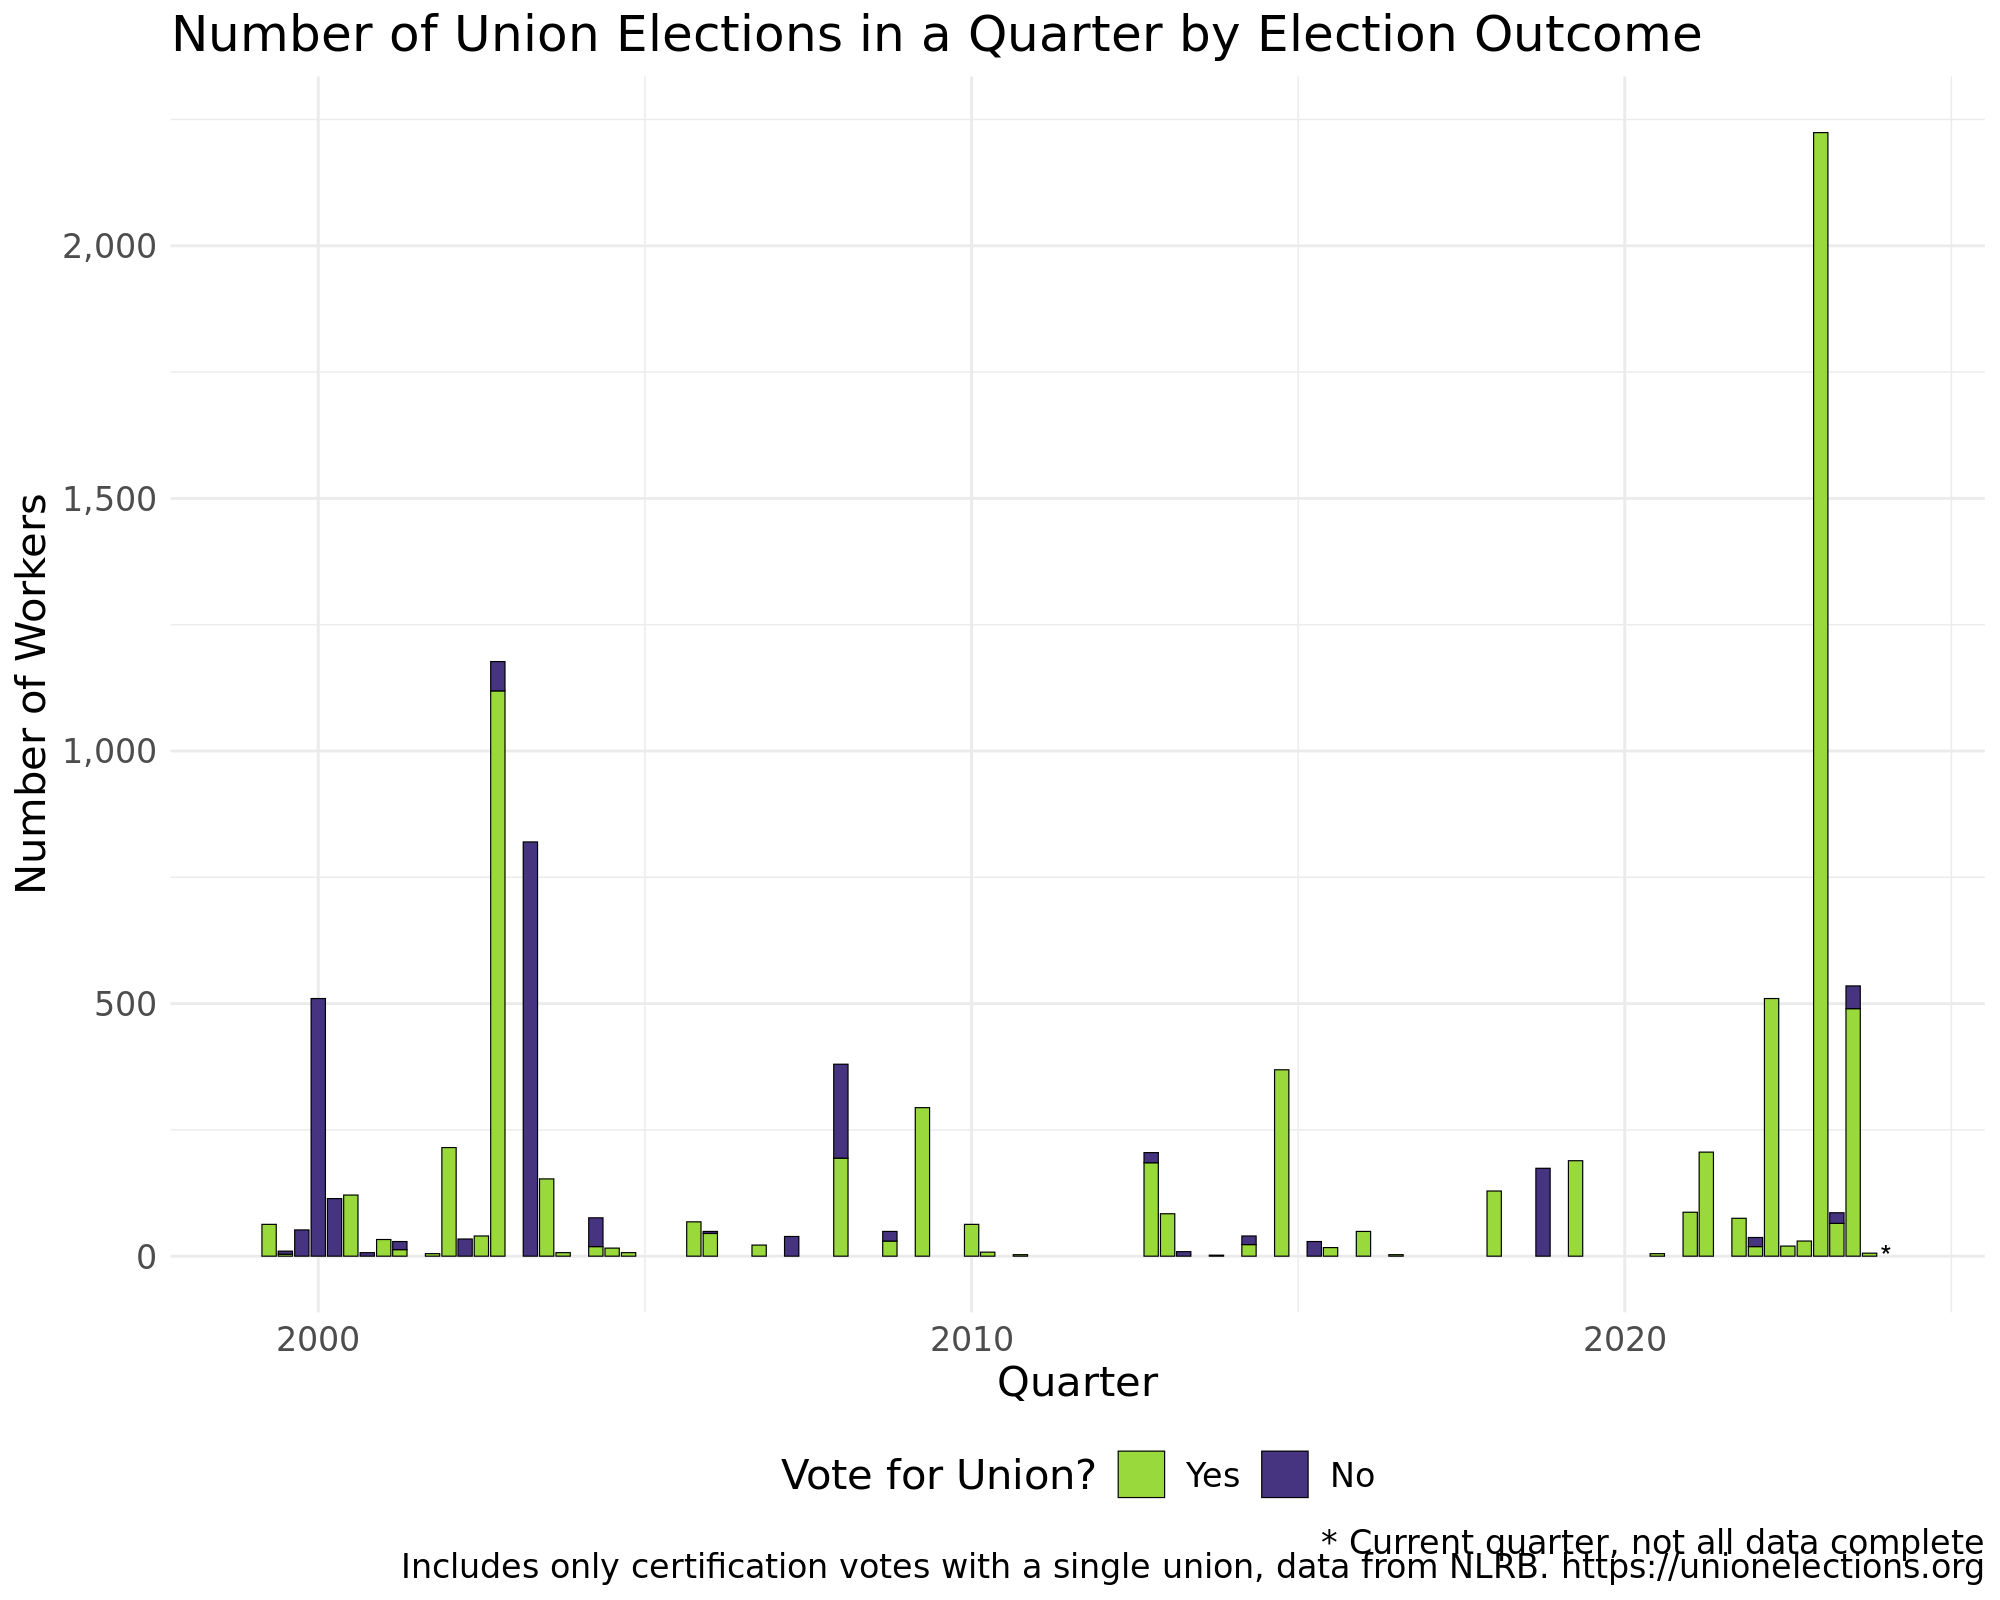 Number of Union Elections in a Quarter by Election Outcome
Number of Workers
2,000
1,500
1,000
500
0
*
2000 2010 2020
Quarter
Vote for Union? Yes No
* Current quarter, not all data complete
Includes only certification votes with a single union, data from NLRB. https://unionelections.org